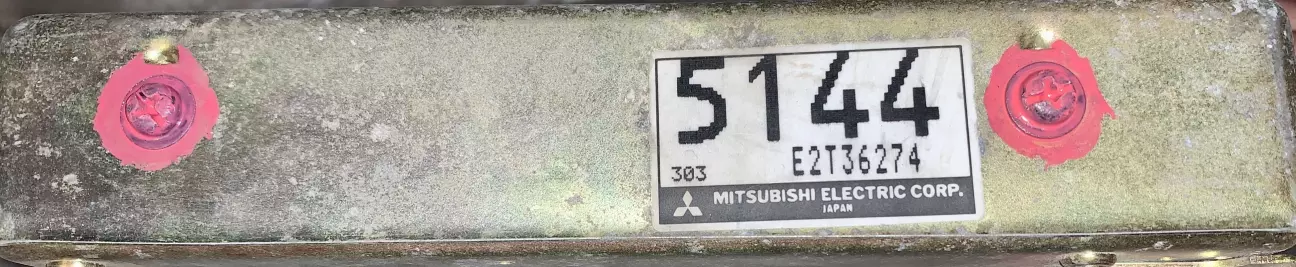 5144
303 E2T36274
MITSUBISHI ELECTRIC CORP.
JAPAN